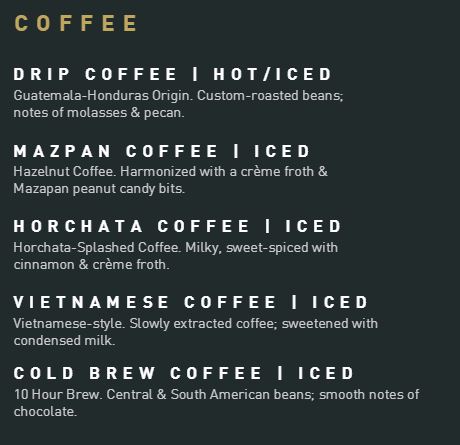 COFFEE
DRIP COFFEE | HOT/ICED
Guatemala-Honduras Origin. Custom-roasted beans;
notes of molasses & pecan.
MAZPAN COFFEE | ICED
Hazelnut Coffee. Harmonized with a crème froth &
Mazapan peanut candy bits.
HORCHATA COFFEE | ICED
Horchata-Splashed Coffee. Milky, sweet-spiced with
cinnamon & crème froth.
VIETNAMESE COFFEE | ICED
Vietnamese-style. Slowly extracted coffee; sweetened with
condensed milk.
COLD BREW COFFEE | ICED
10 Hour Brew. Central & South American beans; smooth notes of
chocolate.